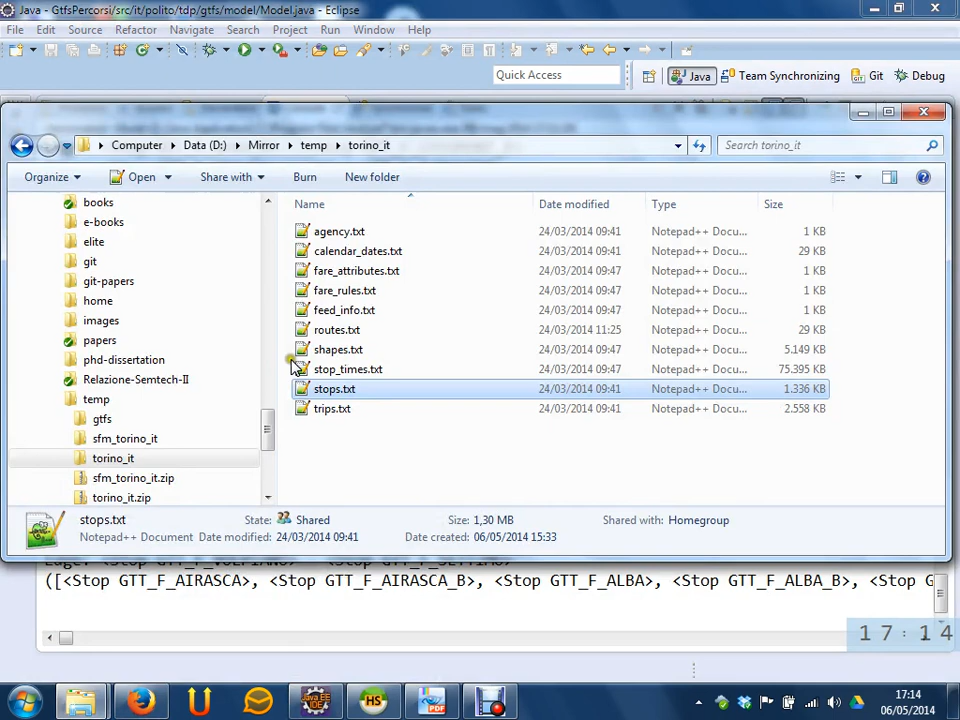 Java - GtfsPercorsi/src/it/polito/tdp/gtfs/model/Model.java - Eclipse
File Edit Source Refactor Navigate Search Project Run Window Help
Quick Access
Java Team Synchronizing Git Debug
Computer Data (D:) Mirror temp torino_it
Search torino_it
Organize Open Share with Burn New folder
books
e-books
elite
git
git-papers
home
images
papers
phd-dissertation
Relazione-Semtech-II
temp
gtfs
sfm_torino_it
torino_it
sfm_torino_it.zip
torino_it.zip
Name Date modified Type Size
agency.txt 24/03/2014 09:41 Notepad++ Docu... 1 KB
calendar_dates.txt 24/03/2014 09:41 Notepad++ Docu... 29 KB
fare_attributes.txt 24/03/2014 09:47 Notepad++ Docu... 1 KB
fare_rules.txt 24/03/2014 09:47 Notepad++ Docu... 1 KB
feed_info.txt 24/03/2014 09:47 Notepad++ Docu... 1 KB
routes.txt 24/03/2014 11:25 Notepad++ Docu... 29 KB
shapes.txt 24/03/2014 09:47 Notepad++ Docu... 5.149 KB
stop_times.txt 24/03/2014 09:47 Notepad++ Docu... 75.395 KB
stops.txt 24/03/2014 09:41 Notepad++ Docu... 1.336 KB
trips.txt 24/03/2014 09:41 Notepad++ Docu... 2.558 KB
stops.txt State: Shared Size: 1,30 MB Shared with: Homegroup
Notepad++ Document Date modified: 24/03/2014 09:41 Date created: 06/05/2014 15:33
([<Stop GTT_F_AIRASCA>, <Stop GTT_F_AIRASCA_B>, <Stop GTT_F_ALBA>, <Stop GTT_F_ALBA_B>, <Stop G
17:14
17:14
06/05/2014